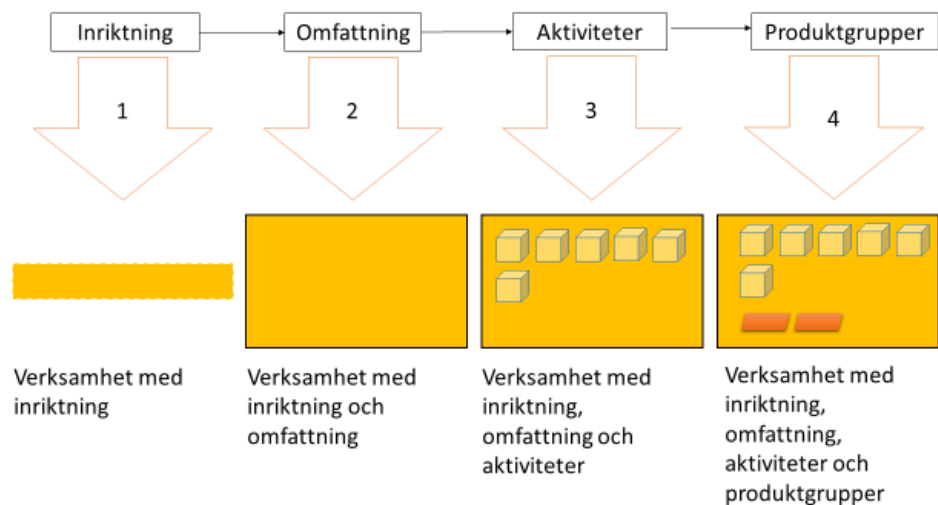 Inriktning
Omfattning
Aktiviteter
Produktgrupper
1
2
3
4
Verksamhet med
inriktning
Verksamhet med
inriktning och
omfattning
Verksamhet med
inriktning,
omfattning och
aktiviteter
Verksamhet med
inriktning,
omfattning,
aktiviteter och
produktgrupper